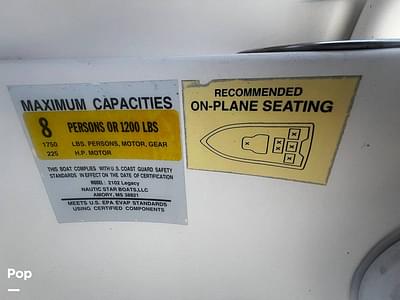 MAXIMUM CAPACITIES
8 PERSONS OR 1200 LBS
1750 LBS. PERSONS, MOTOR, GEAR
225 H.P. MOTOR
THIS BOAT COMPLIES WITH U.S. COAST GUARD SAFETY
STANDARDS IN EFFECT ON THE DATE OF CERTIFICATION
MODEL: 2102 Legacy
NAUTIC STAR BOATS,LLC
AMORY, MS 38821
MEETS U.S. EPA EVAP STANDARDS
USING CERTIFIED COMPONENTS
RECOMMENDED
ON-PLANE SEATING
X
X
X X
X X
Pop